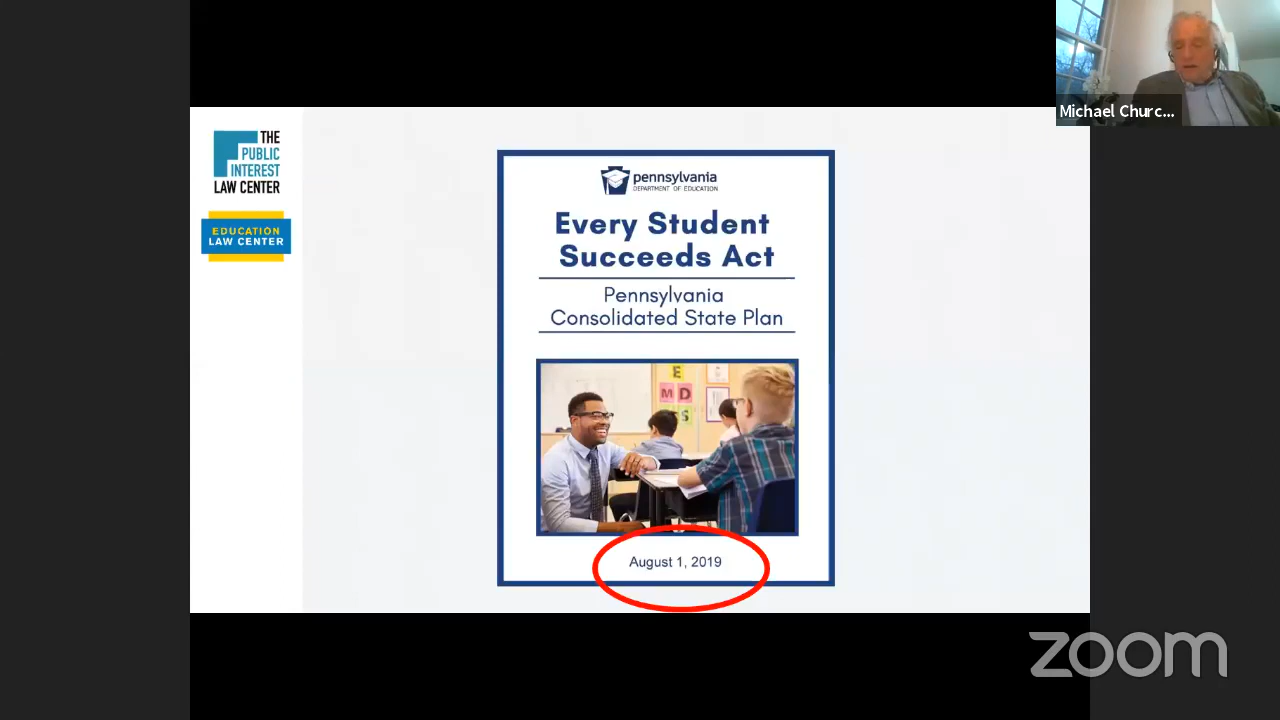 Michael Churc...
THE
PUBLIC
INTEREST
LAW CENTER
EDUCATION
LAW CENTER
pennsylvania
DEPARTMENT OF EDUCATION
Every Student
Succeeds Act
Pennsylvania
Consolidated State Plan
E
M D
S
August 1, 2019
zoom